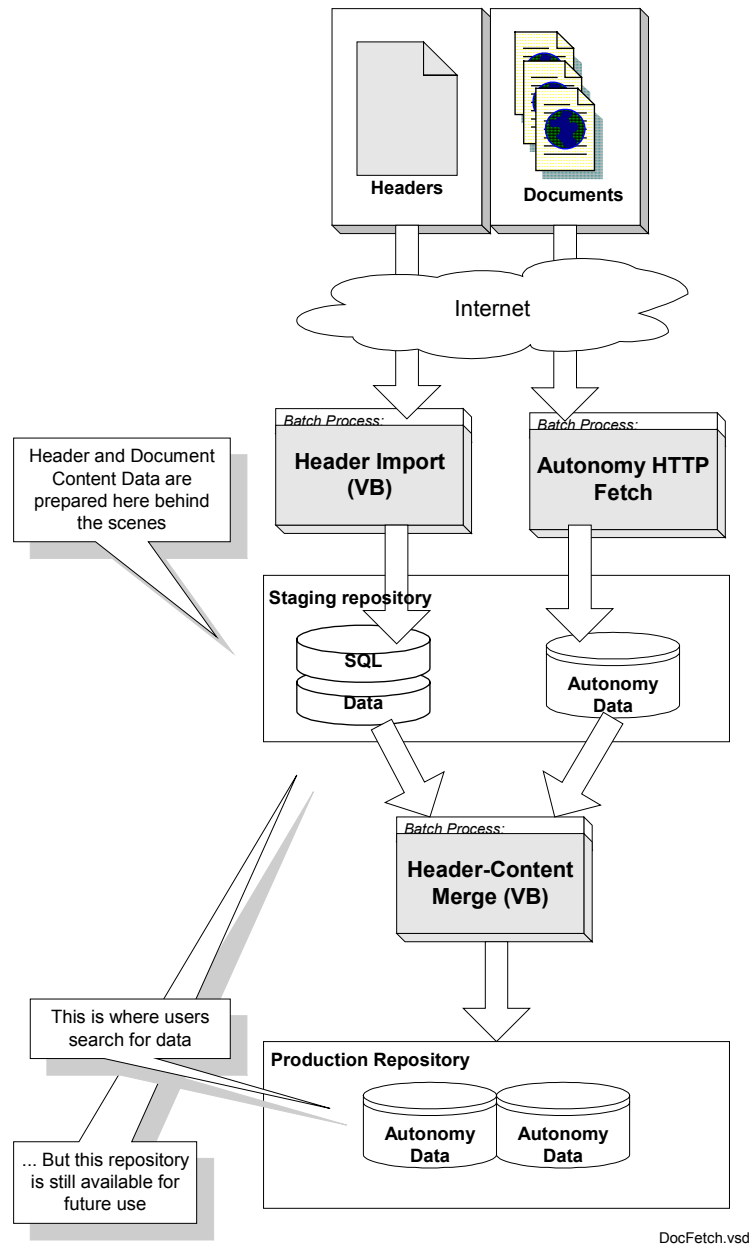 Headers
Documents
Internet
Batch Process:
Header Import
(VB)
Batch Process:
Autonomy HTTP
Fetch
Header and Document
Content Data are
prepared here behind
the scenes
Staging repository
SQL
Data
Autonomy
Data
Batch Process:
Header-Content
Merge (VB)
This is where users
search for data
Production Repository
Autonomy
Data
Autonomy
Data
... But this repository
is still available for
future use
DocFetch.vsd